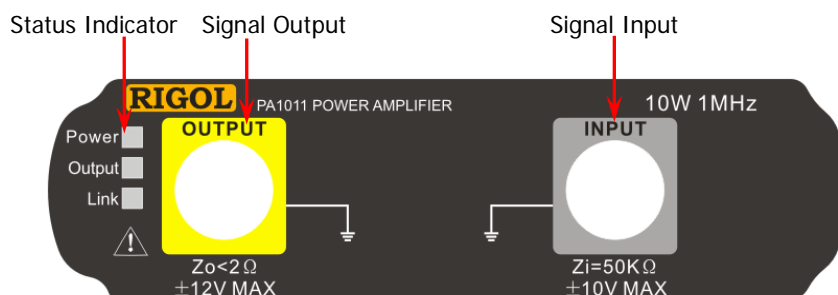 Status Indicator Signal Output Signal Input
RIGOL PA1011 POWER AMPLIFIER 10W 1MHz
Power OUTPUT INPUT
Output
Link
Zo<2Ω Zi=50KΩ
±12V MAX ±10V MAX